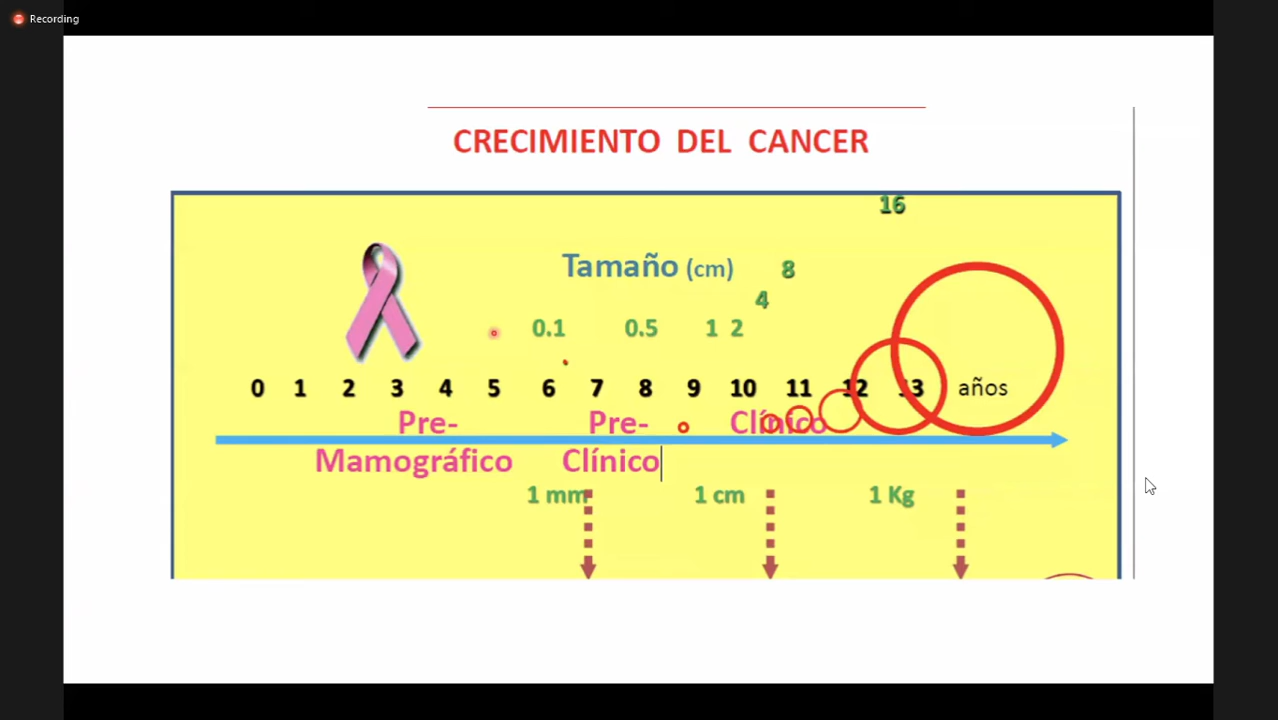 Recording
CRECIMIENTO DEL CANCER
16
Tamaño (cm) 8
4
0.1 0.5 1 2
0 1 2 3 4 5 6 7 8 9 10 11 12 13 años
Pre- Pre- Clínico
Mamográfico Clínico
1 mm 1 cm 1 Kg